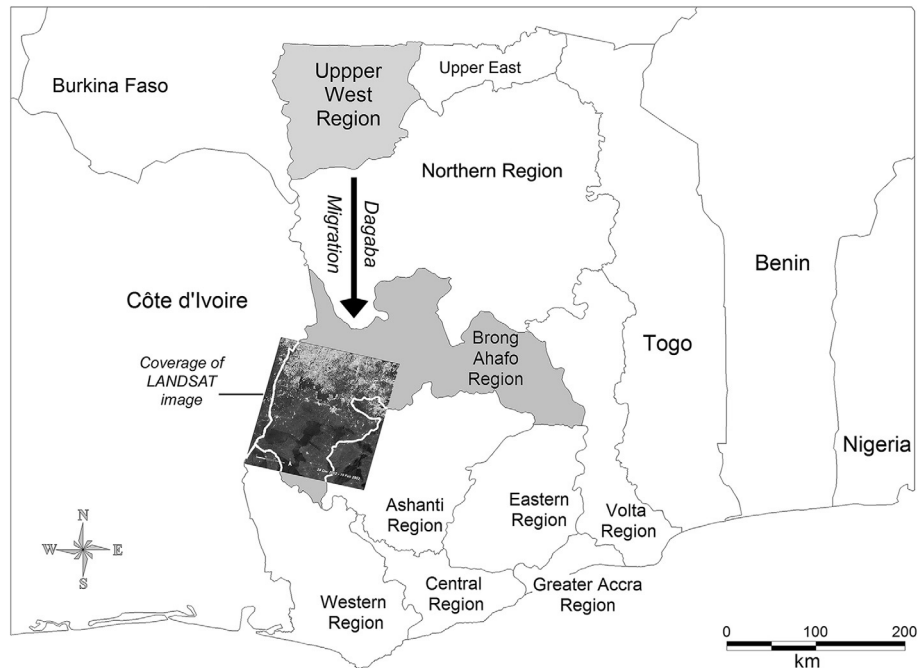 Burkina Faso
Uppper
West
Region
Upper East
Northern Region
Dagaba
Migration
Benin
Côte d'Ivoire
Togo
Brong
Ahafo
Region
Coverage of
LANDSAT
image
Nigeria
Ashanti
Region
Eastern
Region
Volta
Region
N
W E
S
Western
Region
Central
Region
Greater Accra
Region
0 100 200
km